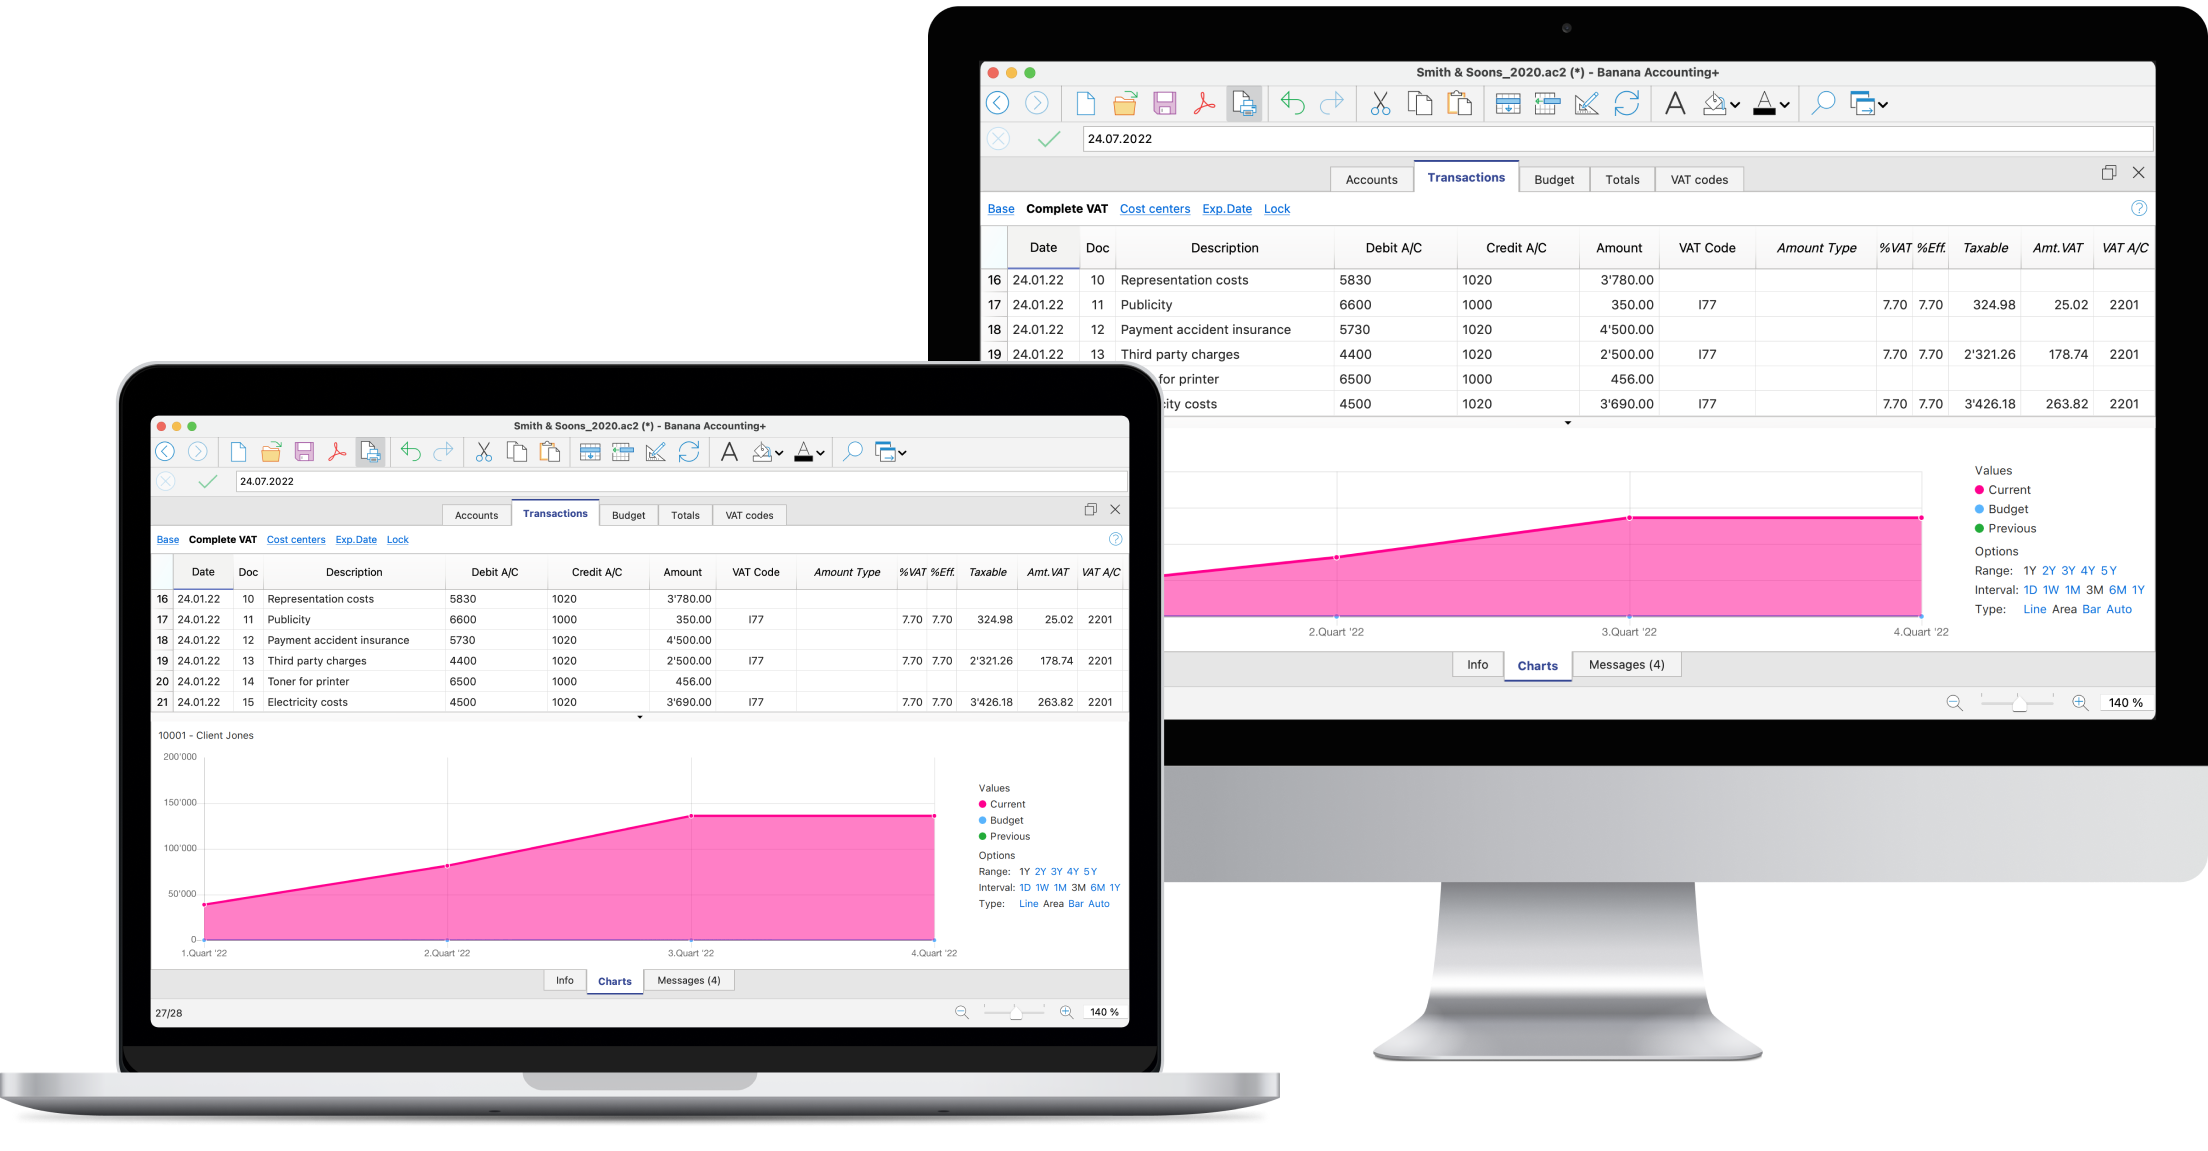 Smith & Soons_2020.ac2 (*) - Banana Accounting+
24.07.2022
Accounts Transactions Budget Totals VAT codes
Base Complete VAT Cost centers Exp.Date Lock
Date Doc Description Debit A/C Credit A/C Amount VAT Code Amount Type %VAT %Eff. Taxable Amt.VAT VAT A/C
16 24.01.22 10 Representation costs 5830 1020 3'780.00
17 24.01.22 11 Publicity 6600 1000 350.00 I77 7.70 7.70 324.98 25.02 2201
18 24.01.22 12 Payment accident insurance 5730 1020 4'500.00
19 24.01.22 13 Third party charges 4400 1020 2'500.00 I77 7.70 7.70 2'321.26 178.74 2201
for printer 6500 1000 456.00
city costs 4500 1020 3'690.00 I77 7.70 7.70 3'426.18 263.82 2201
Values
Current
Budget
Previous
Options
Range: 1Y 2Y 3Y 4Y 5Y
Interval: 1D 1W 1M 3M 6M 1Y
Type: Line Area Bar Auto
2.Quart '22 3.Quart '22 4.Quart '22
Info Charts Messages (4)
140 %
Smith & Soons_2020.ac2 (*) - Banana Accounting+
24.07.2022
Accounts Transactions Budget Totals VAT codes
Base Complete VAT Cost centers Exp.Date Lock
Date Doc Description Debit A/C Credit A/C Amount VAT Code Amount Type %VAT %Eff. Taxable Amt.VAT VAT A/C
16 24.01.22 10 Representation costs 5830 1020 3'780.00
17 24.01.22 11 Publicity 6600 1000 350.00 I77 7.70 7.70 324.98 25.02 2201
18 24.01.22 12 Payment accident insurance 5730 1020 4'500.00
19 24.01.22 13 Third party charges 4400 1020 2'500.00 I77 7.70 7.70 2'321.26 178.74 2201
20 24.01.22 14 Toner for printer 6500 1000 456.00
21 24.01.22 15 Electricity costs 4500 1020 3'690.00 I77 7.70 7.70 3'426.18 263.82 2201
10001 - Client Jones
200'000
150'000
100'000
50'000
0
1.Quart '22 2.Quart '22 3.Quart '22 4.Quart '22
Values
Current
Budget
Previous
Options
Range: 1Y 2Y 3Y 4Y 5Y
Interval: 1D 1W 1M 3M 6M 1Y
Type: Line Area Bar Auto
Info Charts Messages (4)
27/28 140 %